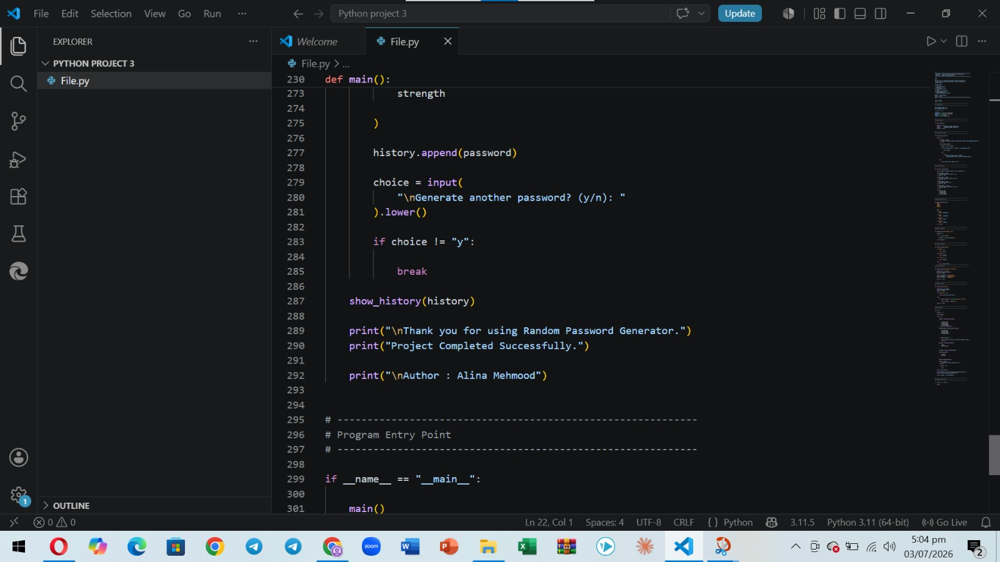 File Edit Selection View Go Run ···
Python project 3
Update
EXPLORER ···
PYTHON PROJECT 3
File.py
OUTLINE
Welcome
File.py
File.py > ...
230 def main():
273 strength
274
275 )
276
277 history.append(password)
278
279 choice = input(
280 "\nGenerate another password? (y/n): "
281 ).lower()
282
283 if choice != "y":
284
285 break
286
287 show_history(history)
288
289 print("\nThank you for using Random Password Generator.")
290 print("Project Completed Successfully.")
291
292 print("\nAuthor : Alina Mehmood")
293
294
295 # ------------------------------------------------------------
296 # Program Entry Point
297 # ------------------------------------------------------------
298
299 if __name__ == "__main__":
300
301 main()
1
0 0
Ln 22, Col 1 Spaces: 4 UTF-8 CRLF { } Python 3.11.5 Python 3.11 (64-bit) Go Live
zoom
5:04 pm
03/07/2026
2